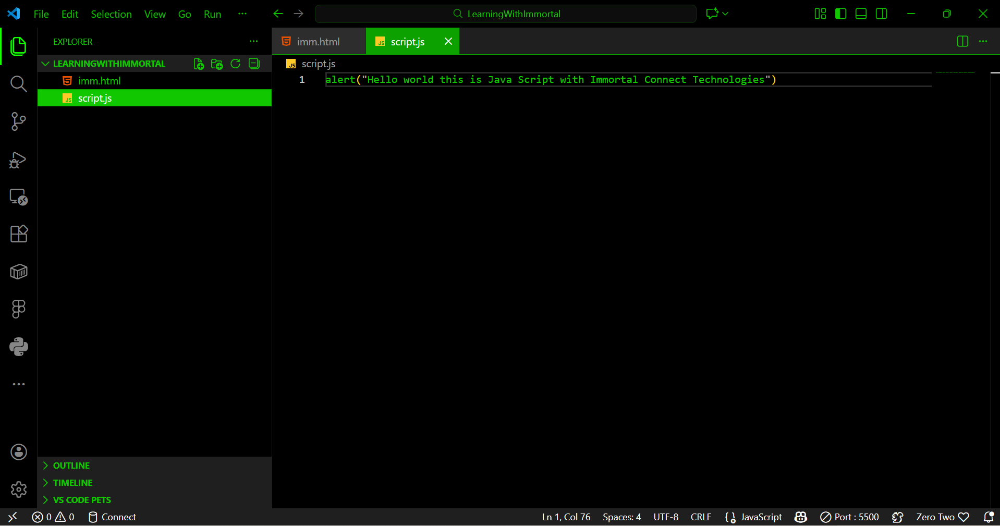 File Edit Selection View Go Run ··· LearningWithImmortal
EXPLORER ···
imm.html script.js
LEARNINGWITHIMMORTAL
imm.html
script.js
script.js
1 alert("Hello world this is Java Script with Immortal Connect Technologies")
OUTLINE
TIMELINE
VS CODE PETS
0 0 Connect Ln 1, Col 76 Spaces: 4 UTF-8 CRLF {} JavaScript Port : 5500 Zero Two